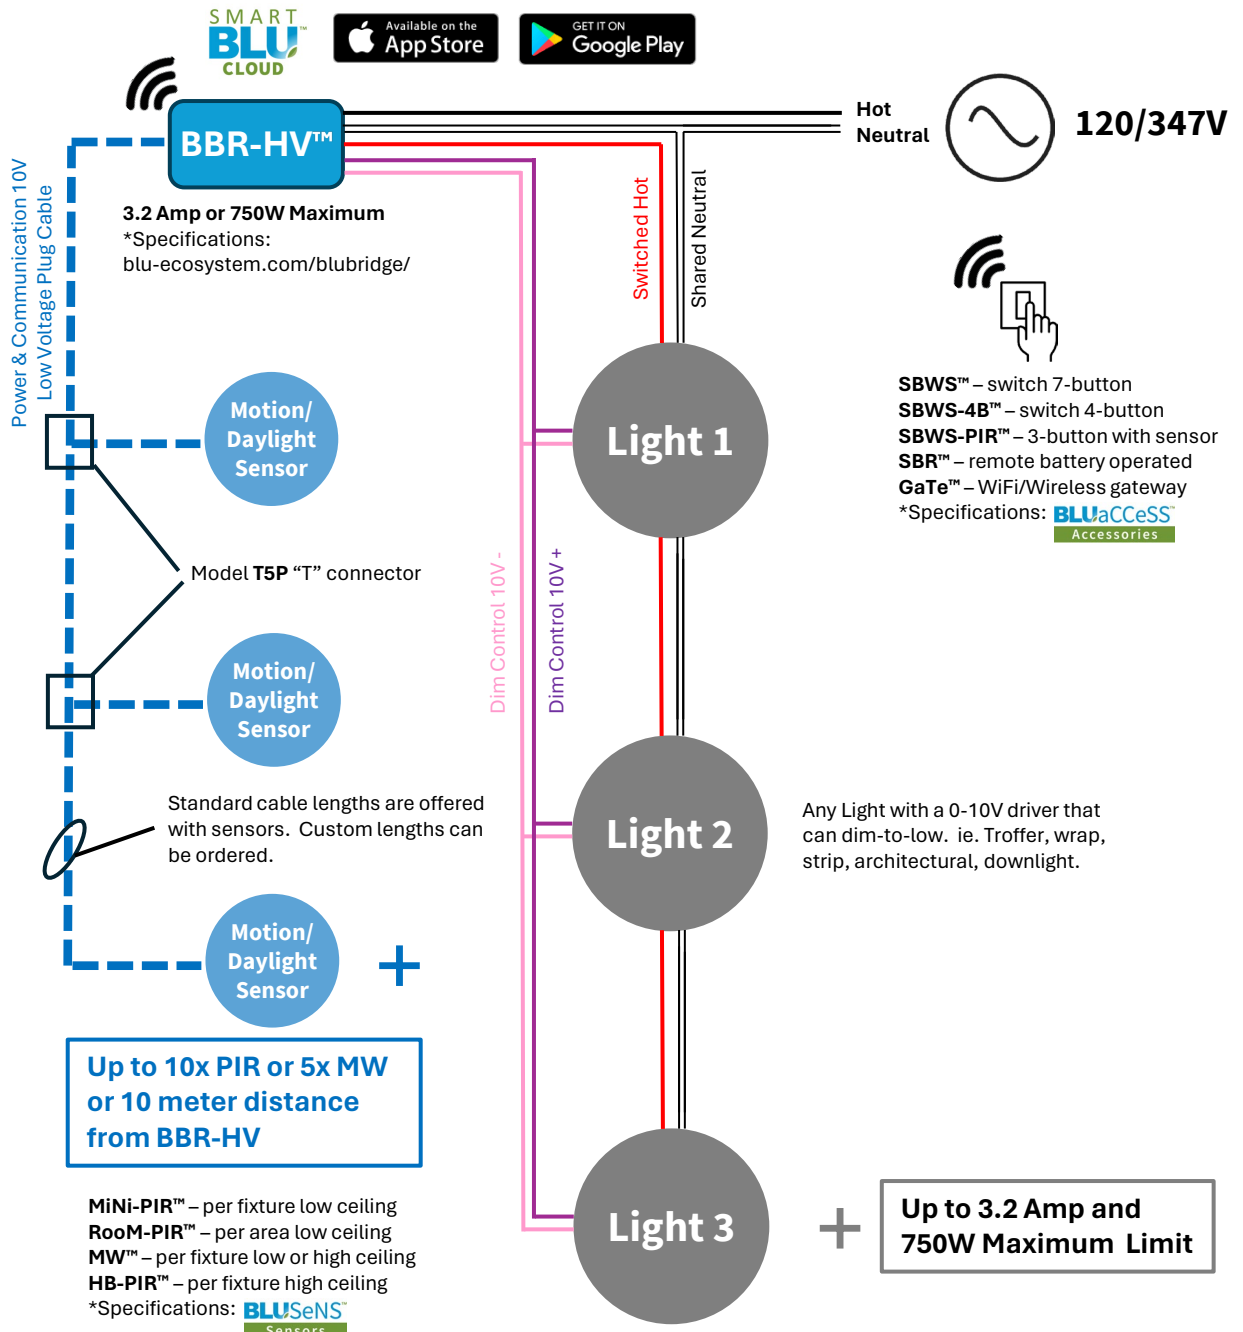 SMART
BLU™
CLOUD
Available on the
App Store
GET IT ON
Google Play
BBR-HV™
Hot
Neutral
120/347V
3.2 Amp or 750W Maximum
*Specifications:
blu-ecosystem.com/blubridge/
Power & Communication 10V
Low Voltage Plug Cable
Switched Hot
Shared Neutral
SBWS™ – switch 7-button
SBWS-4B™ – switch 4-button
SBWS-PIR™ – 3-button with sensor
SBR™ – remote battery operated
GaTe™ – WiFi/Wireless gateway
*Specifications: BLUaCCeSS™
Accessories
Motion/
Daylight
Sensor
Light 1
Model T5P “T” connector
Dim Control 10V -
Dim Control 10V +
Motion/
Daylight
Sensor
Standard cable lengths are offered
with sensors. Custom lengths can
be ordered.
Light 2
Any Light with a 0-10V driver that
can dim-to-low. ie. Troffer, wrap,
strip, architectural, downlight.
Motion/
Daylight
Sensor
+
Up to 10x PIR or 5x MW
or 10 meter distance
from BBR-HV
MiNi-PIR™ – per fixture low ceiling
RooM-PIR™ – per area low ceiling
MW™ – per fixture low or high ceiling
HB-PIR™ – per fixture high ceiling
*Specifications: BLUSeNS™
Sensors
Light 3
+
Up to 3.2 Amp and
750W Maximum Limit